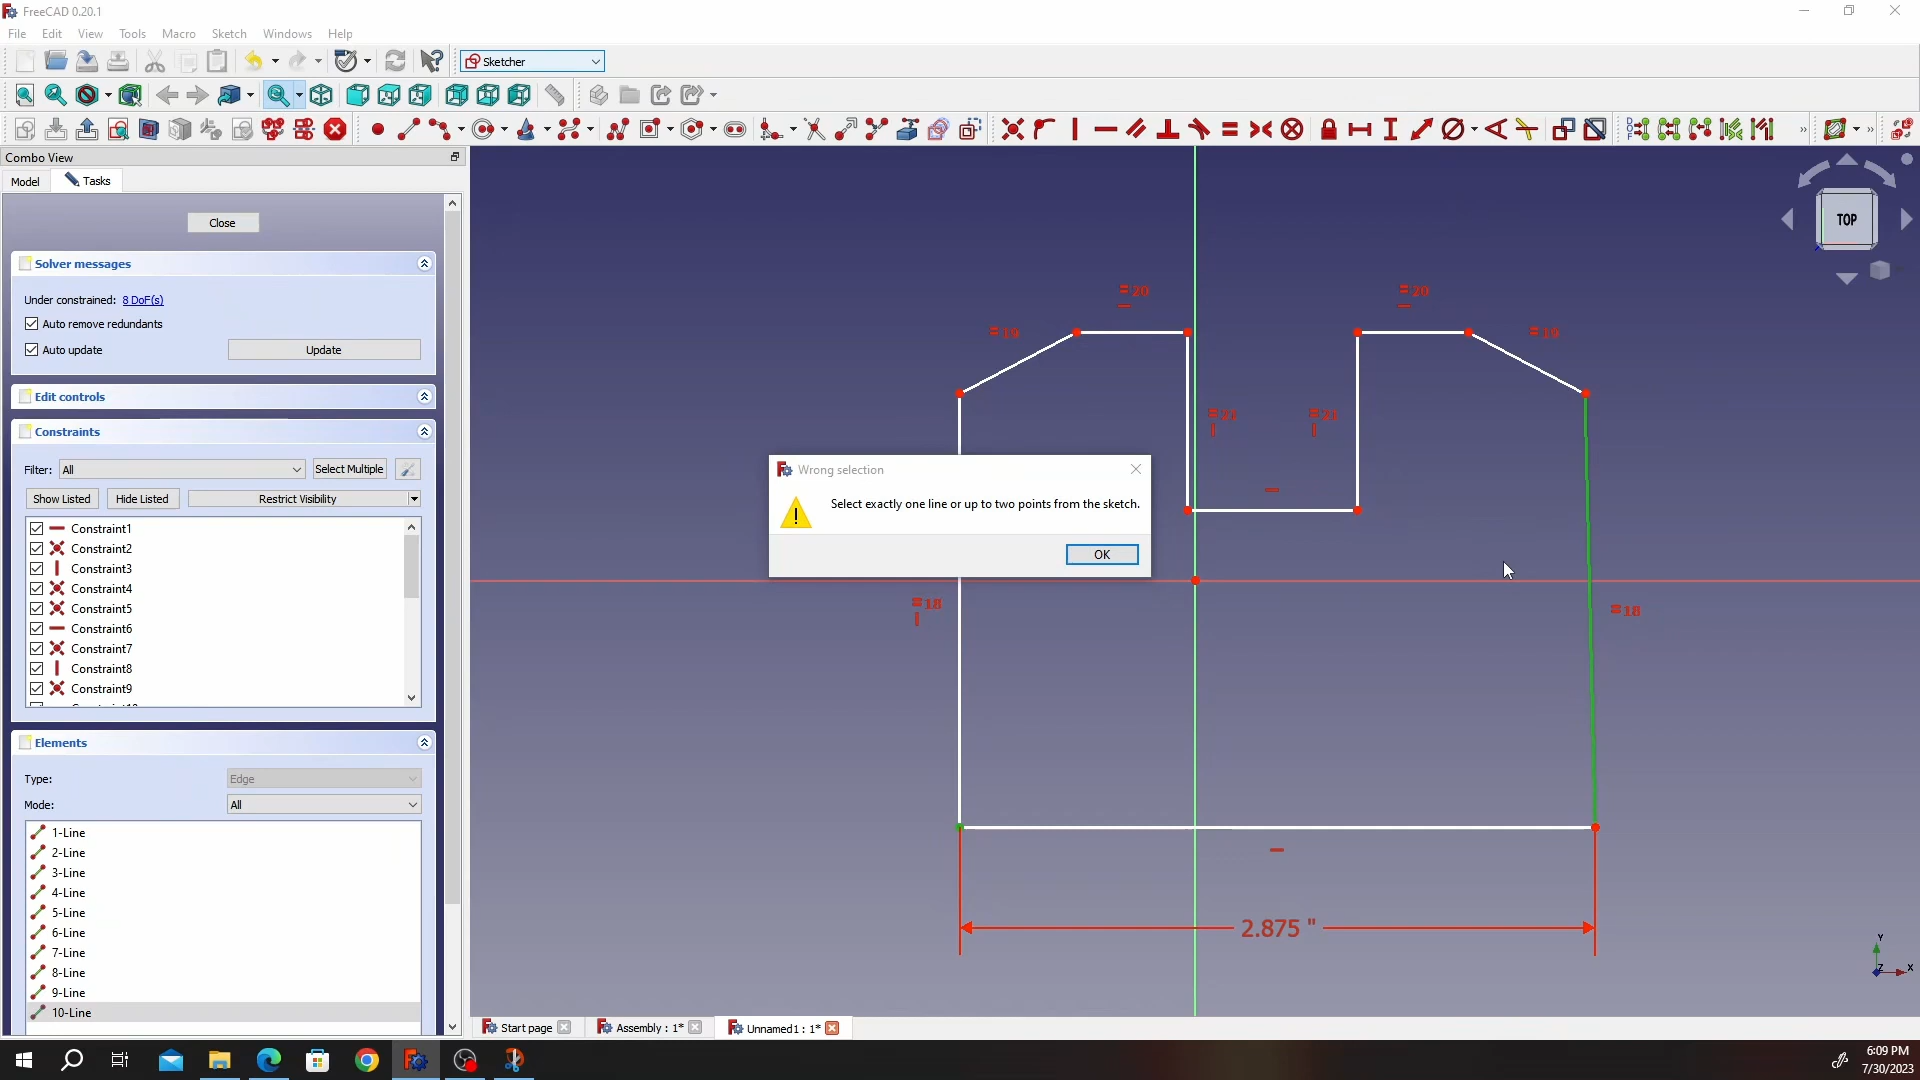 FreeCAD 0.20.1
File Edit View Tools Macro Sketch Windows Help
Sketcher
Combo View
Model Tasks
Close
Solver messages
Under constrained: 8 DoF(s)
Auto remove redundants
Auto update Update
Edit controls
Constraints
Filter: All Select Multiple
Show Listed Hide Listed Restrict Visibility
Constraint1
Constraint2
Constraint3
Constraint4
Constraint5
Constraint6
Constraint7
Constraint8
Constraint9
Elements
Type: Edge
Mode: All
1-Line
2-Line
3-Line
4-Line
5-Line
6-Line
7-Line
8-Line
9-Line
10-Line
TOP
20
20
19
19
21
21
Wrong selection
Select exactly one line or up to two points from the sketch.
OK
18
18
2.875 "
Y
Z
X
Start page Assembly : 1* Unnamed1 : 1*
6:09 PM
7/30/2023